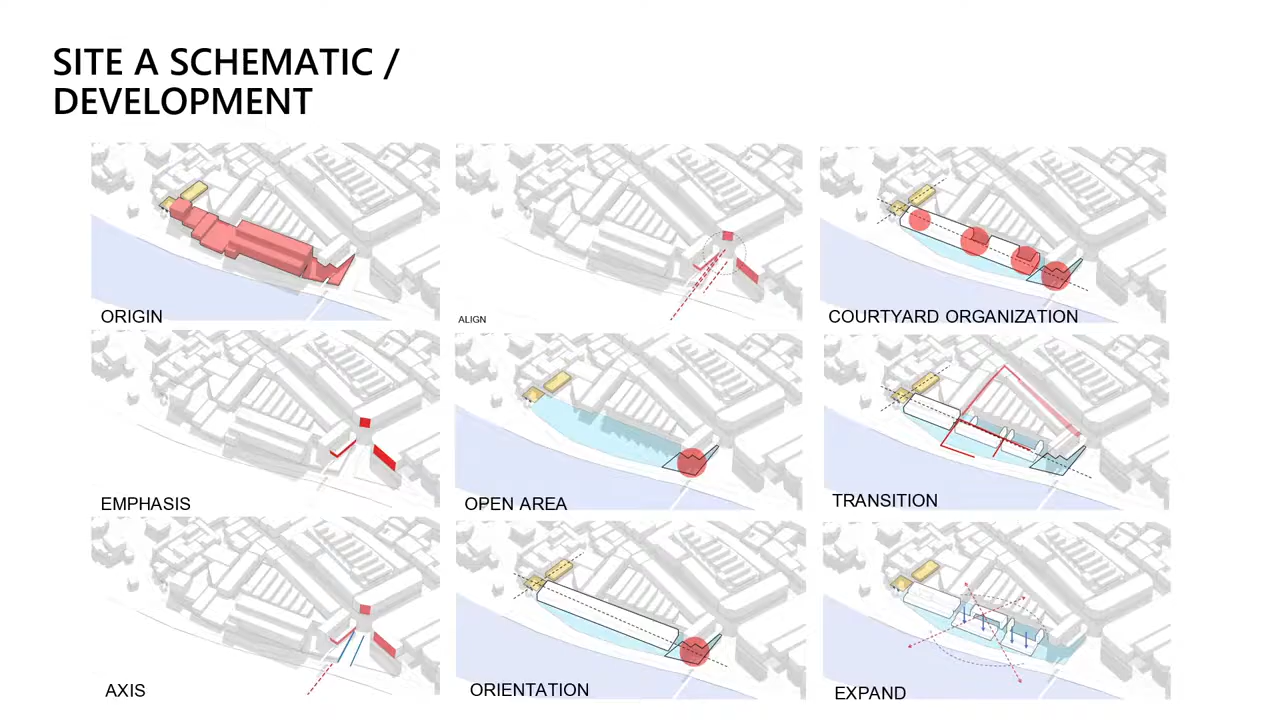 SITE A SCHEMATIC /
DEVELOPMENT
ORIGIN
ALIGN
COURTYARD ORGANIZATION
EMPHASIS
OPEN AREA
TRANSITION
AXIS
ORIENTATION
EXPAND